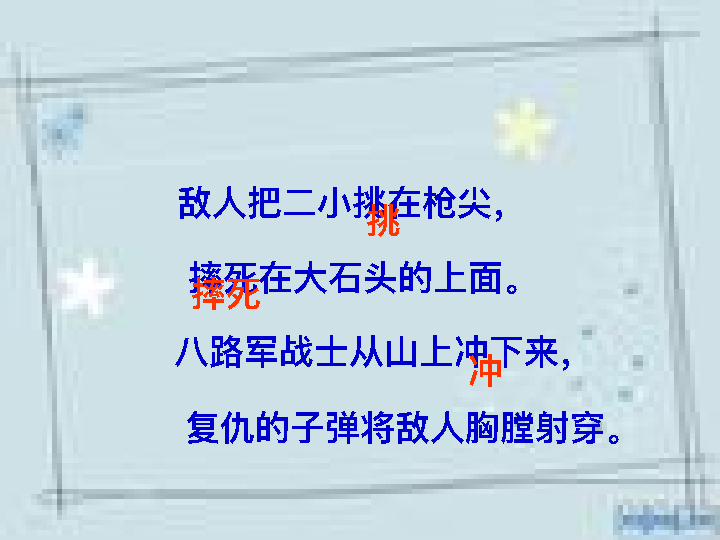 敌人把二小挑在枪尖，
挑
摔死在大石头的上面。
摔死
八路军战士从山上冲下来，
冲
复仇的子弹将敌人胸膛射穿。